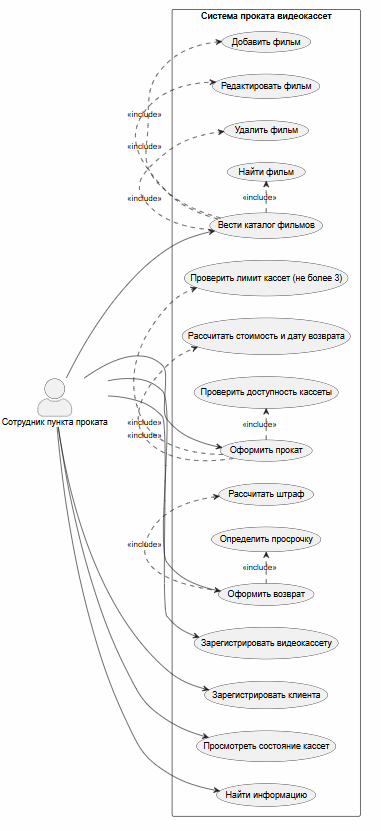 Система проката видеокассет
Добавить фильм
Редактировать фильм
«include»
Удалить фильм
«include»
Найти фильм
«include»
«include»
Вести каталог фильмов
Проверить лимит кассет (не более 3)
Рассчитать стоимость и дату возврата
Проверить доступность кассеты
Сотрудник пункта проката
«include»
«include»
«include»
Оформить прокат
Рассчитать штраф
Определить просрочку
«include»
«include»
Оформить возврат
Зарегистрировать видеокассету
Зарегистрировать клиента
Просмотреть состояние кассет
Найти информацию